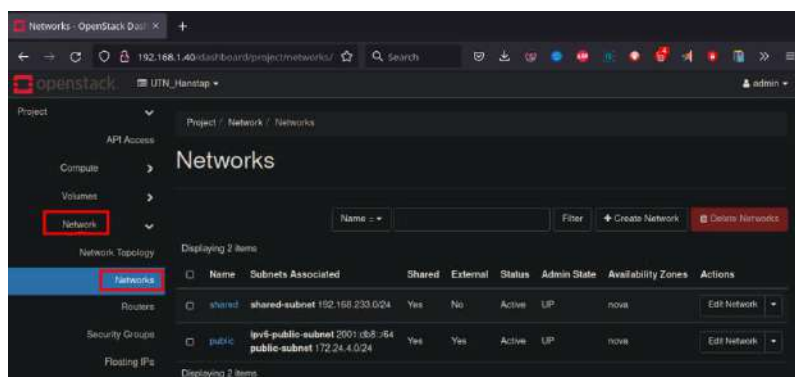 Networks - OpenStack Dash
192.168.1.40/dashboard/project/networks/
Search
openstack.
UTN_Hanstap
admin
Project
API Access
Compute
Volumes
Network
Network Topology
Networks
Routers
Security Groups
Floating IPs
Project / Network / Networks
Networks
Name = Filter + Create Network Delete Networks
Displaying 2 items
Name Subnets Associated Shared External Status Admin State Availability Zones Actions
shared shared-subnet 192.168.233.0/24 Yes No Active UP nova Edit Network
public ipv6-public-subnet 2001:db8::/64 Yes Yes Active UP nova Edit Network
public-subnet 172.24.4.0/24
Displaying 2 items